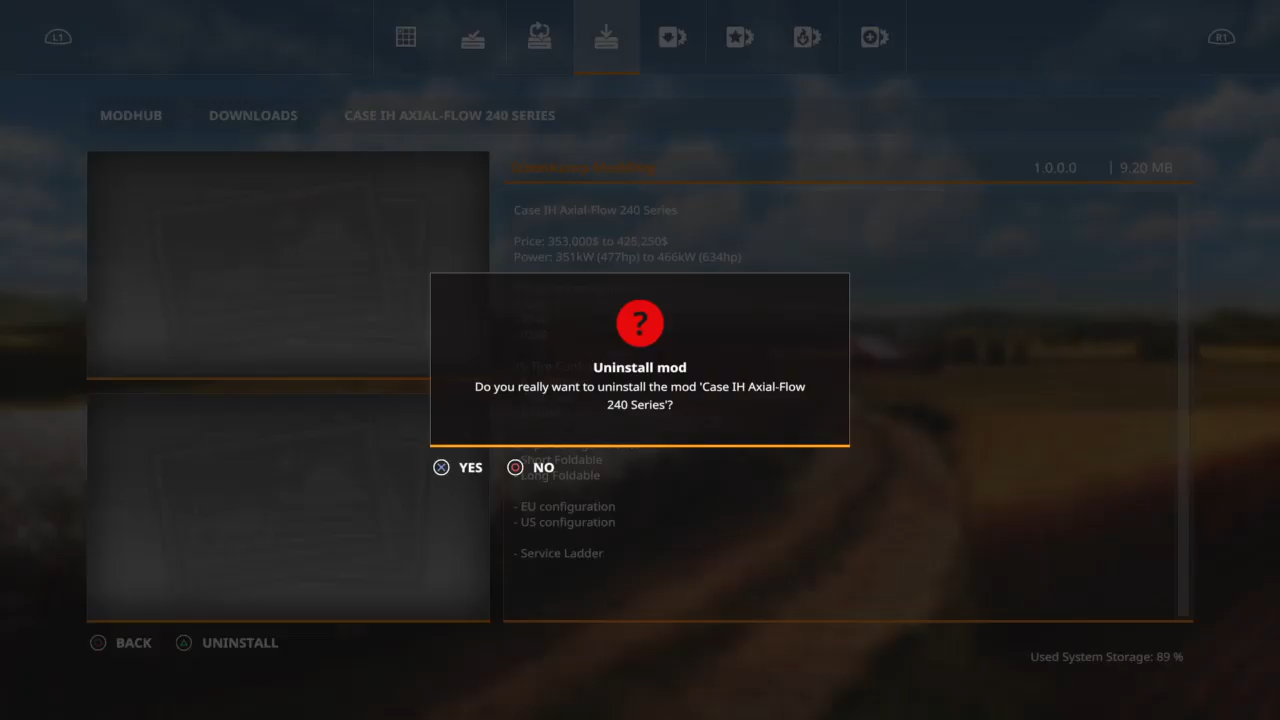 L1
R1
MODHUB
DOWNLOADS
CASE IH AXIAL-FLOW 240 SERIES
1.0.0.0 | 9.20 MB
Case IH Axial-Flow 240 Series
Price: 353,000$ to 425,250$
Power: 351kW (477hp) to 466kW (634hp)
?
Uninstall mod
Do you really want to uninstall the mod 'Case IH Axial-Flow
240 Series'?
YES
NO
- Short Foldable
- Long Foldable
- EU configuration
- US configuration
- Service Ladder
BACK
UNINSTALL
Used System Storage: 89 %